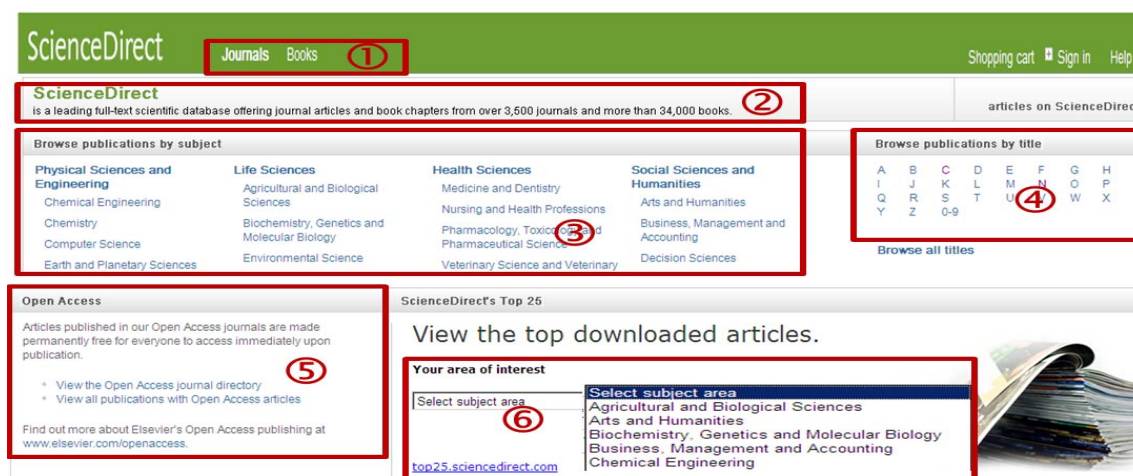 ScienceDirect
Journals Books ①
Shopping cart Sign in Help
ScienceDirect
is a leading full-text scientific database offering journal articles and book chapters from over 3,500 journals and more than 34,000 books.
②
articles on ScienceDirec
Browse publications by subject
Physical Sciences and
Engineering
Chemical Engineering
Chemistry
Computer Science
Earth and Planetary Sciences
Life Sciences
Agricultural and Biological
Sciences
Biochemistry, Genetics and
Molecular Biology
Environmental Science
Health Sciences
Medicine and Dentistry
Nursing and Health Professions
Pharmacology, Toxicology and
Pharmaceutical Science
③
Veterinary Science and Veterinary
Social Sciences and
Humanities
Arts and Humanities
Business, Management and
Accounting
Decision Sciences
Browse publications by title
A B C D E F G H
I J K L M N O P
Q R S T U V W X
④
Y Z 0-9
Browse all titles
Open Access
Articles published in our Open Access journals are made
permanently free for everyone to access immediately upon
publication.
⑤
View the Open Access journal directory
View all publications with Open Access articles
Find out more about Elsevier's Open Access publishing at
www.elsevier.com/openaccess.
ScienceDirect's Top 25
View the top downloaded articles.
Your area of interest
Select subject area
⑥
top25.sciencedirect.com
Select subject area
Agricultural and Biological Sciences
Arts and Humanities
Biochemistry, Genetics and Molecular Biology
Business, Management and Accounting
Chemical Engineering